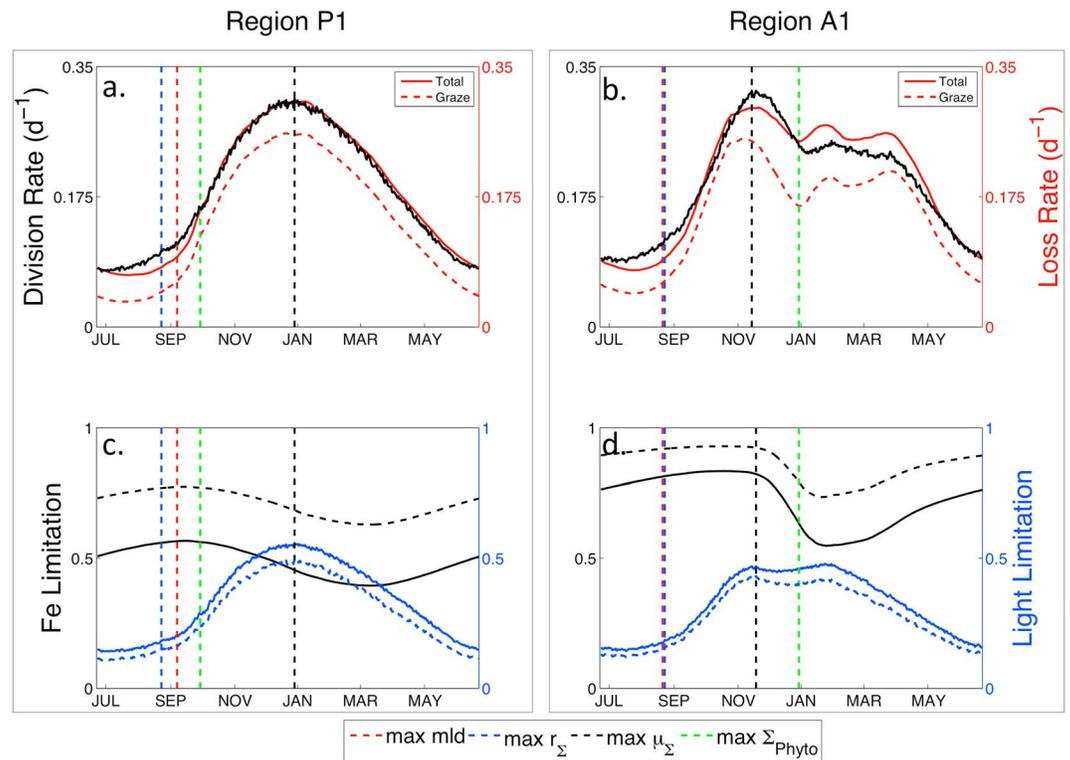 Region P1
Region A1
a.
0.35
0.175
0
Division Rate (d⁻¹)
Total
Graze
0.35
0.175
0
JUL SEP NOV JAN MAR MAY
b.
0.35
0.175
0
Total
Graze
0.35
0.175
0
Loss Rate (d⁻¹)
JUL SEP NOV JAN MAR MAY
c.
1
0.5
0
Fe Limitation
1
0.5
0
JUL SEP NOV JAN MAR MAY
d.
1
0.5
0
1
0.5
0
Light Limitation
JUL SEP NOV JAN MAR MAY
max mld max r_Σ max μ_Σ max Σ_Phyto